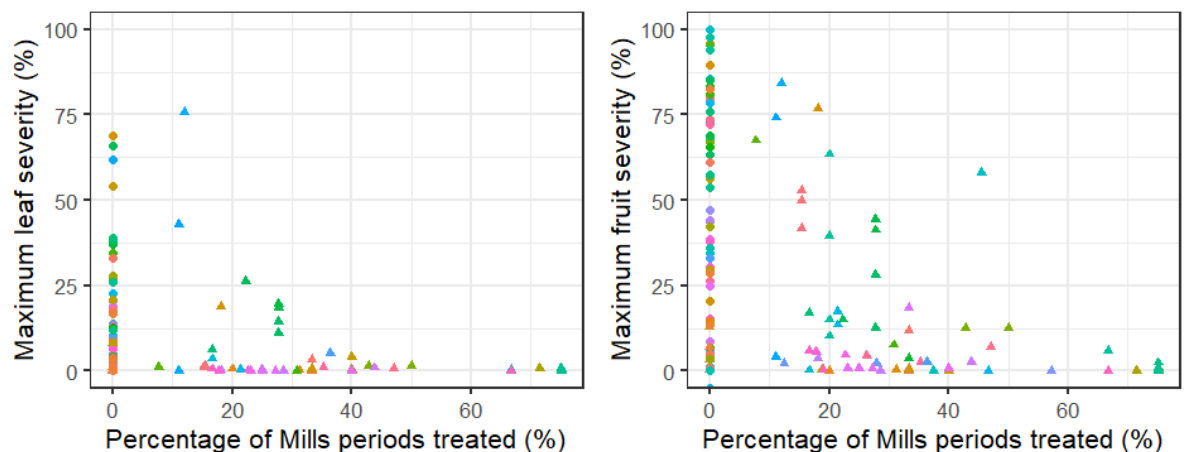 Maximum leaf severity (%)
100
75
50
25
0
0 20 40 60
Percentage of Mills periods treated (%)
Maximum fruit severity (%)
100
75
50
25
0
0 20 40 60
Percentage of Mills periods treated (%)